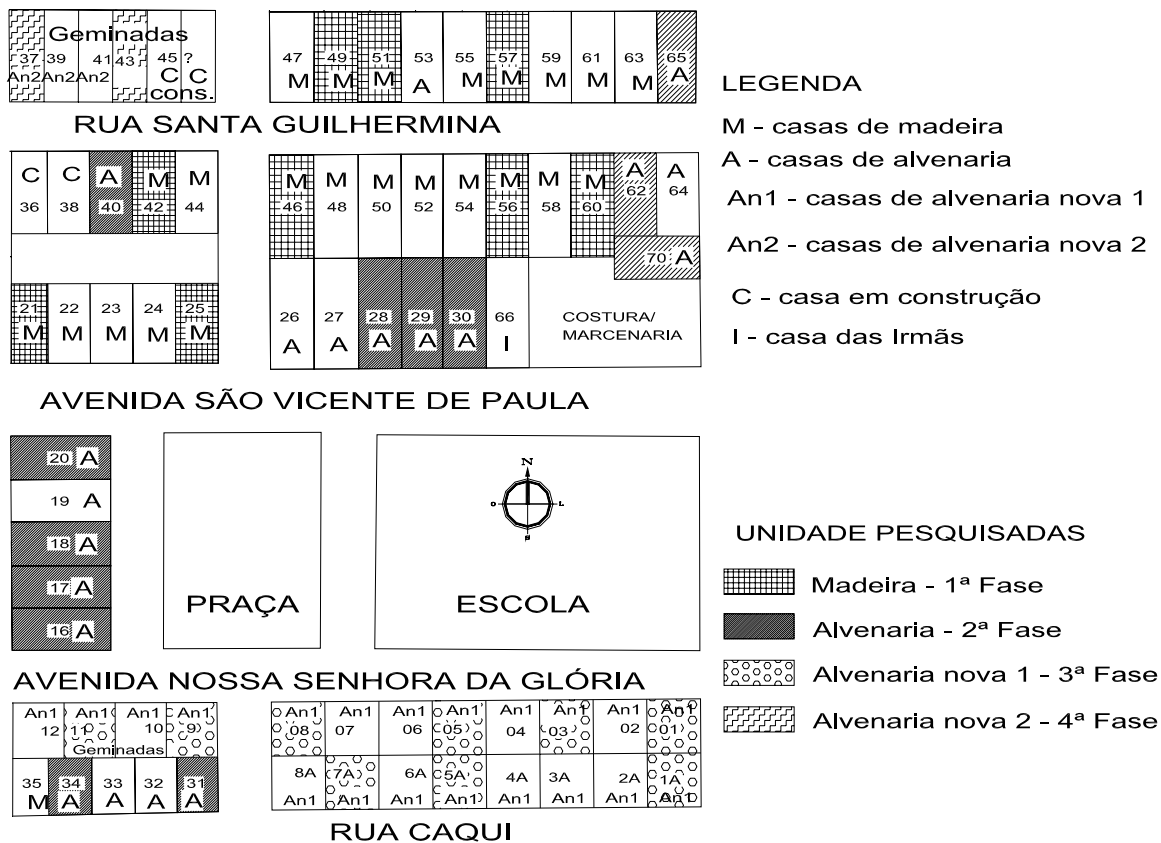 Geminadas
37 39 41 43 45 ?
An2 An2 An2 C C
cons.
47 49 51 53 55 57 59 61 63 65
M M M A M M M M M A
RUA SANTA GUILHERMINA
C C A M M
36 38 40 42 44
M M M M M M M M A A
46 48 50 52 54 56 58 60 62 64
70 A
21 22 23 24 25
M M M M M
26 27 28 29 30 66
A A A A A I
COSTURA/
MARCENARIA
AVENIDA SÃO VICENTE DE PAULA
20 A
19 A
18 A
17 A
16 A
PRAÇA
N
O L
S
ESCOLA
AVENIDA NOSSA SENHORA DA GLÓRIA
An1 An1 An1 An1
12 11 10 9
Geminadas
35 34 33 32 31
M A A A A
An1 An1 An1 An1 An1 An1 An1 An1
08 07 06 05 04 03 02 01
8A 7A 6A 5A 4A 3A 2A 1A
An1 An1 An1 An1 An1 An1 An1 An1
RUA CAQUI
LEGENDA
M - casas de madeira
A - casas de alvenaria
An1 - casas de alvenaria nova 1
An2 - casas de alvenaria nova 2
C - casa em construção
I - casa das Irmãs
UNIDADE PESQUISADAS
Madeira - 1ª Fase
Alvenaria - 2ª Fase
Alvenaria nova 1 - 3ª Fase
Alvenaria nova 2 - 4ª Fase